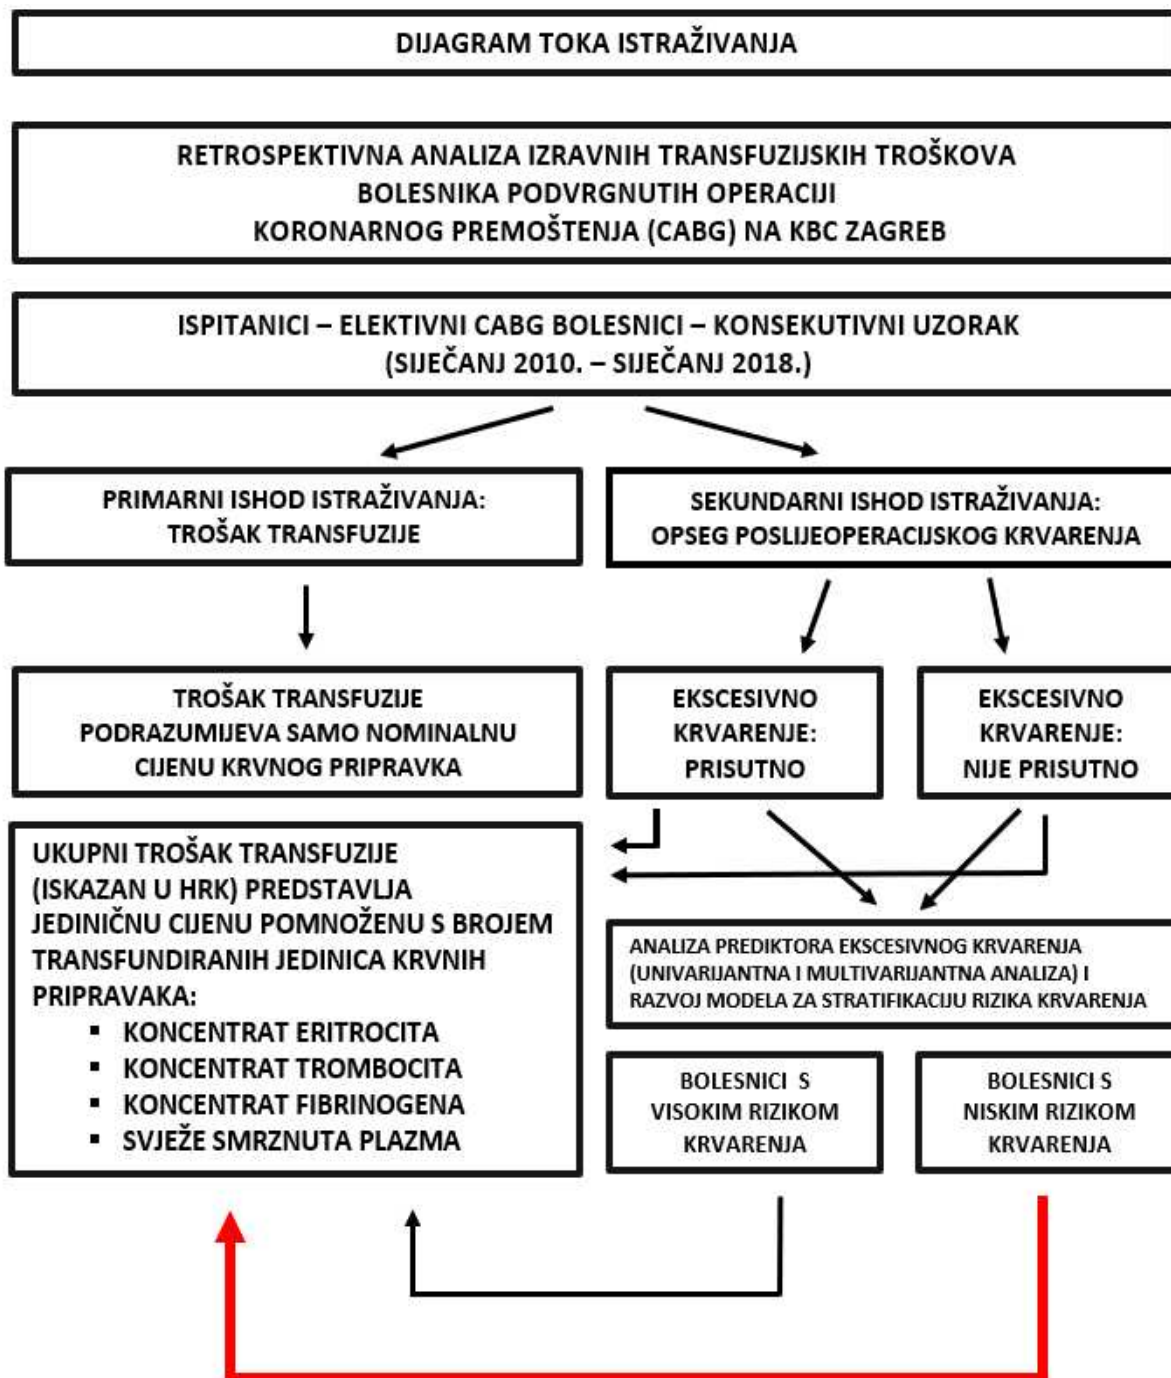 DIJAGRAM TOKA ISTRAŽIVANJA
RETROSPEKTIVNA ANALIZA IZRAVNIH TRANSFUZIJSKIH TROŠKOVA
BOLESNIKA PODVRGNUTIH OPERACIJI
KORONARNOG PREMOŠTENJA (CABG) NA KBC ZAGREB
ISPITANICI – ELEKTIVNI CABG BOLESNICI – KONSEKUTIVNI UZORAK
(SIJEČANJ 2010. – SIJEČANJ 2018.)
PRIMARNI ISHOD ISTRAŽIVANJA:
TROŠAK TRANSFUZIJE
SEKUNDARNI ISHOD ISTRAŽIVANJA:
OPSEG POSLIJEOPERACIJSKOG KRVARENJA
TROŠAK TRANSFUZIJE
PODRAZUMIJEVA SAMO NOMINALNU
CIJENU KRVNOG PRIPRAVKA
EKSCESIVNO
KRVARENJE:
PRISUTNO
EKSCESIVNO
KRVARENJE:
NIJE PRISUTNO
UKUPNI TROŠAK TRANSFUZIJE
(ISKAZAN U HRK) PREDSTAVLJA
JEDINIČNU CIJENU POMNOŽENU S BROJEM
TRANSFUNDIRANIH JEDINICA KRVNIH
PRIPRAVAKA:
▪ KONCENTRAT ERITROCITA
▪ KONCENTRAT TROMBOCITA
▪ KONCENTRAT FIBRINOGENA
▪ SVJEŽE SMRZNUTA PLAZMA
ANALIZA PREDIKTORA EKSCESIVNOG KRVARENJA
(UNIVARIJANTNA I MULTIVARIJANTNA ANALIZA) I
RAZVOJ MODELA ZA STRATIFIKACIJU RIZIKA KRVARENJA
BOLESNICI S
VISOKIM RIZIKOM
KRVARENJA
BOLESNICI S
NISKIM RIZIKOM
KRVARENJA